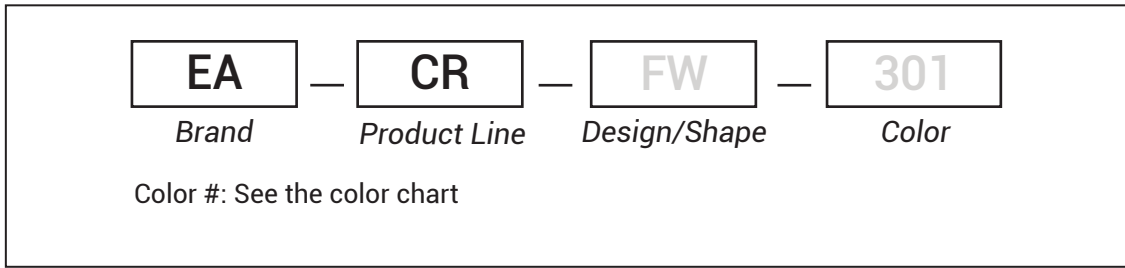 EA – CR – FW – 301
Brand Product Line Design/Shape Color
Color #: See the color chart